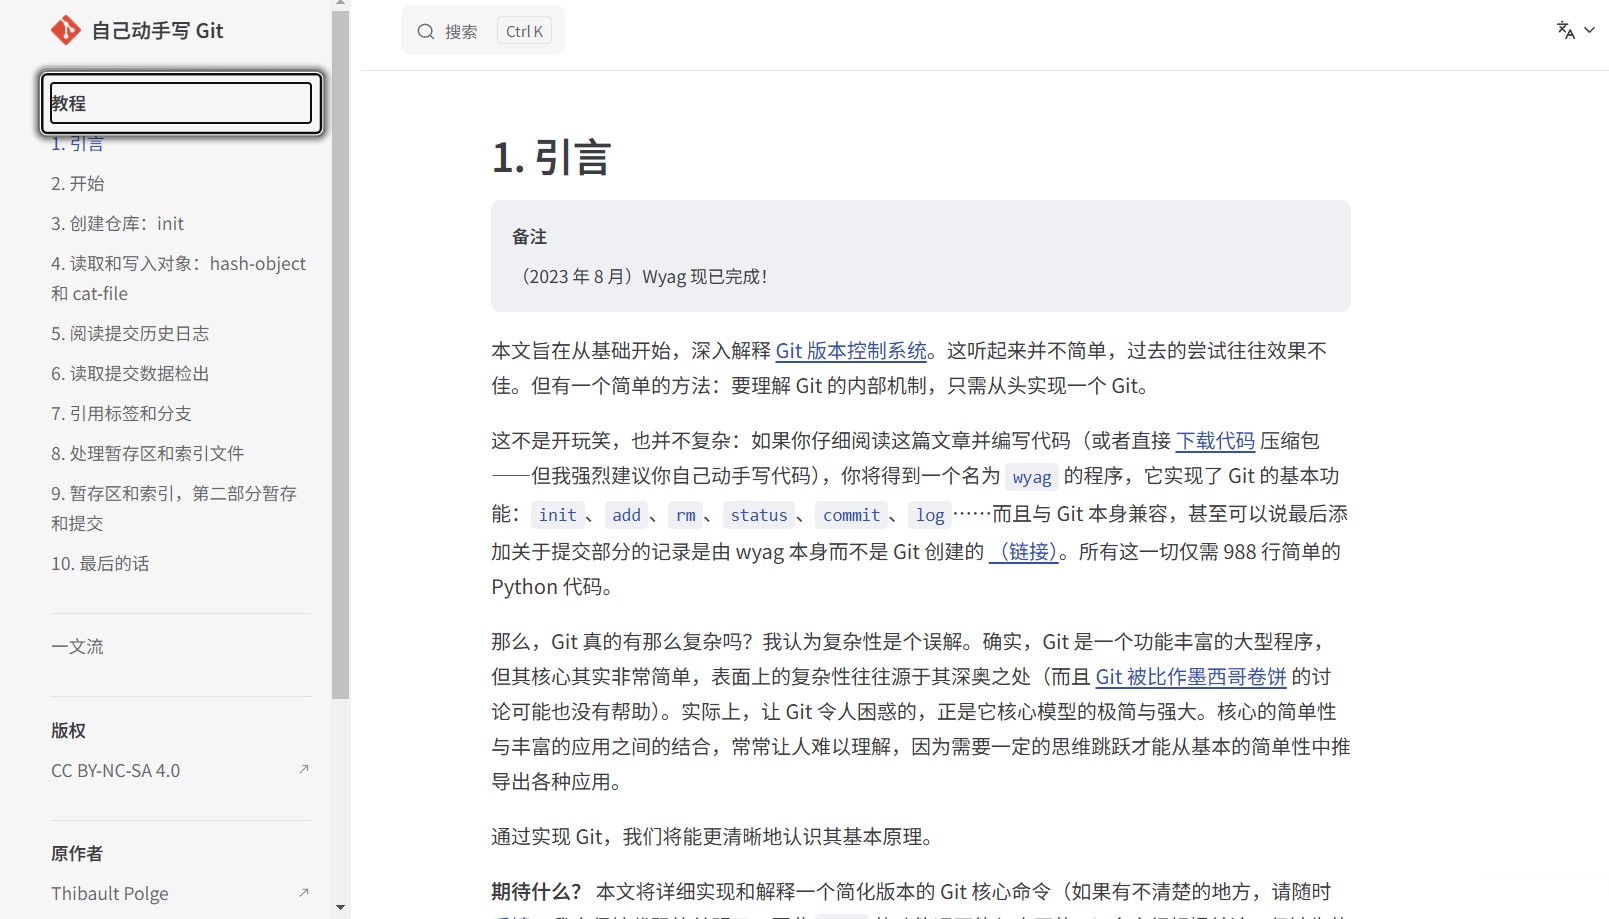 自己动手写 Git
搜索 Ctrl K
教程
1. 引言
2. 开始
3. 创建仓库：init
4. 读取和写入对象：hash-object
和 cat-file
5. 阅读提交历史日志
6. 读取提交数据检出
7. 引用标签和分支
8. 处理暂存区和索引文件
9. 暂存区和索引，第二部分暂存
和提交
10. 最后的话
一文流
版权
CC BY-NC-SA 4.0
原作者
Thibault Polge
1. 引言
备注
（2023 年 8 月）Wyag 现已完成！
本文旨在从基础开始，深入解释 Git 版本控制系统。这听起来并不简单，过去的尝试往往效果不
佳。但有一个简单的方法：要理解 Git 的内部机制，只需从头实现一个 Git。
这不是开玩笑，也并不复杂：如果你仔细阅读这篇文章并编写代码（或者直接 下载代码 压缩包
——但我强烈建议你自己动手写代码），你将得到一个名为 wyag 的程序，它实现了 Git 的基本功
能：init、add、rm、status、commit、log……而且与 Git 本身兼容，甚至可以说最后添
加关于提交部分的记录是由 wyag 本身而不是 Git 创建的（链接）。所有这一切仅需 988 行简单的
Python 代码。
那么，Git 真的有那么复杂吗？我认为复杂性是个误解。确实，Git 是一个功能丰富的大型程序，
但其核心其实非常简单，表面上的复杂性往往源于其深奥之处（而且 Git 被比作墨西哥卷饼 的讨
论可能也没有帮助）。实际上，让 Git 令人困惑的，正是它核心模型的极简与强大。核心的简单性
与丰富的应用之间的结合，常常让人难以理解，因为需要一定的思维跳跃才能从基本的简单性中推
导出各种应用。
通过实现 Git，我们将能更清晰地认识其基本原理。
期待什么？ 本文将详细实现和解释一个简化版本的 Git 核心命令（如果有不清楚的地方，请随时